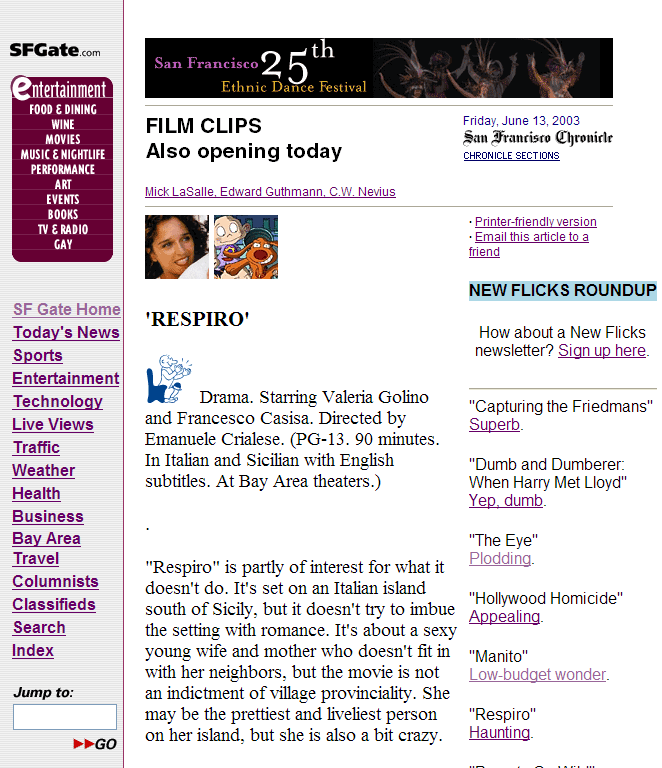 SFGate.com
Entertainment
FOOD & DINING
WINE
MOVIES
MUSIC & NIGHTLIFE
PERFORMANCE
ART
EVENTS
BOOKS
TV & RADIO
GAY
SF Gate Home
Today's News
Sports
Entertainment
Technology
Live Views
Traffic
Weather
Health
Business
Bay Area
Travel
Columnists
Classifieds
Search
Index
Jump to:
GO
San Francisco 25th
Ethnic Dance Festival
FILM CLIPS
Also opening today
Mick LaSalle, Edward Guthmann, C.W. Nevius
Friday, June 13, 2003
San Francisco Chronicle
CHRONICLE SECTIONS
'RESPIRO'
Drama. Starring Valeria Golino
and Francesco Casisa. Directed by
Emanuele Crialese. (PG-13. 90 minutes.
In Italian and Sicilian with English
subtitles. At Bay Area theaters.)
.
"Respiro" is partly of interest for what it
doesn't do. It's set on an Italian island
south of Sicily, but it doesn't try to imbue
the setting with romance. It's about a sexy
young wife and mother who doesn't fit in
with her neighbors, but the movie is not
an indictment of village provinciality. She
may be the prettiest and liveliest person
on her island, but she is also a bit crazy.
· Printer-friendly version
· Email this article to a
friend
NEW FLICKS ROUNDUP
How about a New Flicks
newsletter? Sign up here.
"Capturing the Friedmans"
Superb.
"Dumb and Dumberer:
When Harry Met Lloyd"
Yep, dumb.
"The Eye"
Plodding.
"Hollywood Homicide"
Appealing.
"Manito"
Low-budget wonder.
"Respiro"
Haunting.